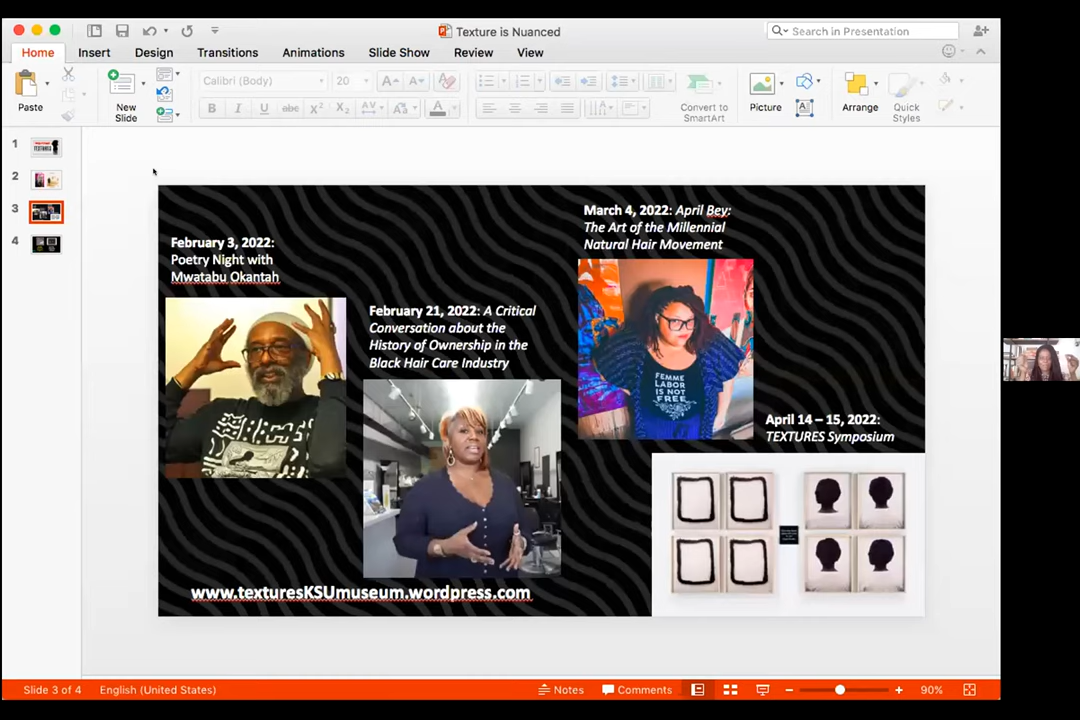 Texture is Nuanced
Search in Presentation
Home Insert Design Transitions Animations Slide Show Review View
Paste
New
Slide
Calibri (Body) 20
Convert to
SmartArt
Picture
Arrange
Quick
Styles
1
2
3
4
February 3, 2022:
Poetry Night with
Mwatabu Okantah
February 21, 2022: A Critical
Conversation about the
History of Ownership in the
Black Hair Care Industry
March 4, 2022: April Bey:
The Art of the Millennial
Natural Hair Movement
FEMME
LABOR
IS NOT
FREE
April 14 – 15, 2022:
TEXTURES Symposium
www.texturesKSUmuseum.wordpress.com
Slide 3 of 4 English (United States) Notes Comments 90%